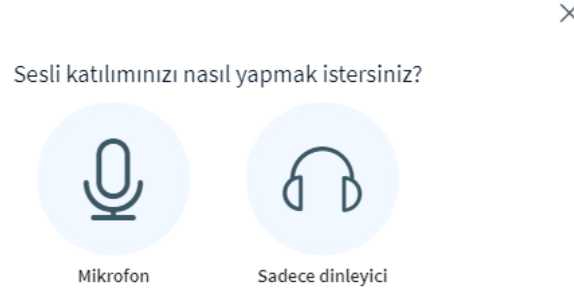 Sesli katılımınızı nasıl yapmak istersiniz?
Mikrofon
Sadece dinleyici